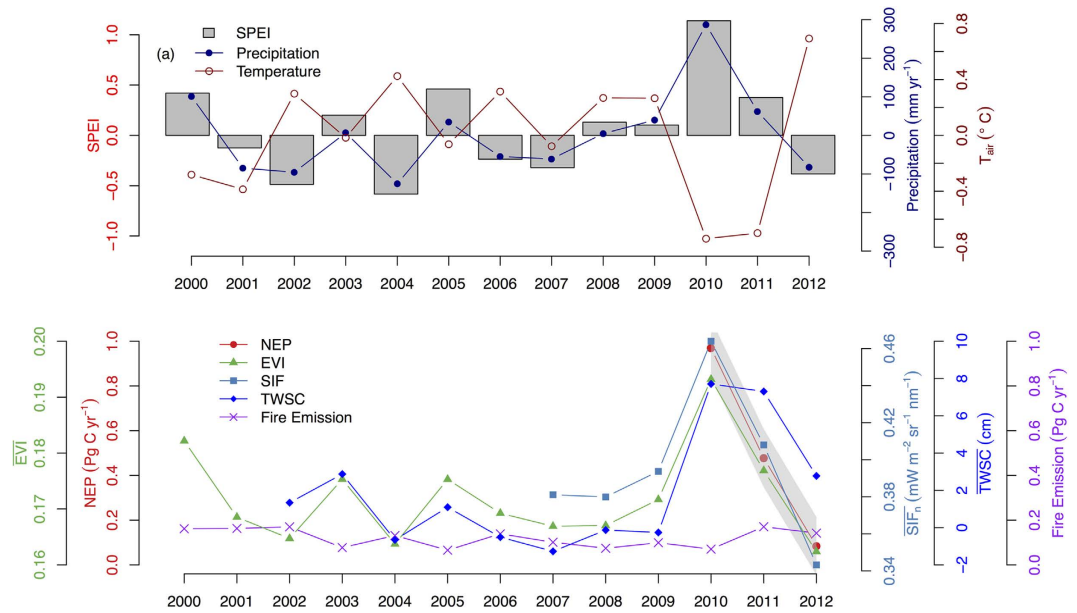 (a)
SPEI
Precipitation
Temperature
SPEI
1.0
0.5
0.0
−0.5
−1.0
Precipitation (mm yr⁻¹)
300
100
0
−100
−300
T_air (° C)
0.8
0.4
0.0
−0.4
−0.8
2000 2001 2002 2003 2004 2005 2006 2007 2008 2009 2010 2011 2012
NEP
EVI
SIF
TWSC
Fire Emission
EVI
0.20
0.19
0.18
0.17
0.16
NEP (Pg C yr⁻¹)
1.0
0.8
0.6
0.4
0.2
0.0
SIFₙ (mW m⁻² sr⁻¹ nm⁻¹)
0.46
0.42
0.38
0.34
TWSC (cm)
10
8
6
4
2
0
−2
Fire Emission (Pg C yr⁻¹)
1.0
0.8
0.6
0.4
0.2
0.0
2000 2001 2002 2003 2004 2005 2006 2007 2008 2009 2010 2011 2012